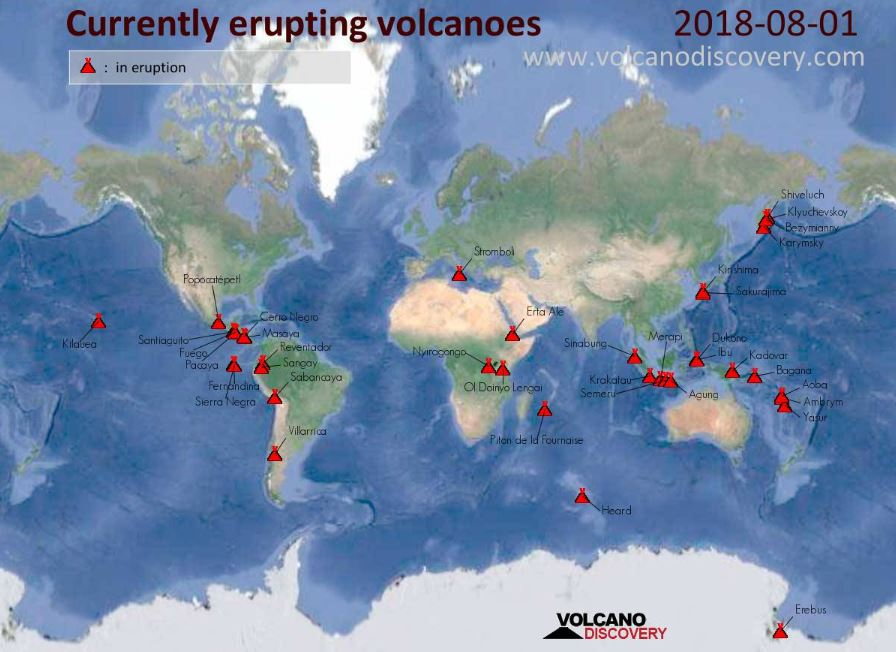 Currently erupting volcanoes
2018-08-01
: in eruption
www.volcanodiscovery.com
Shiveluch
Klyuchevskoy
Bezymianny
Karymsky
Stromboli
Kirishima
Popocatépetl
Sakurajima
Erta Ale
Cerro Negro
Masaya
Kilauea
Santiaguito
Fuego
Pacaya
Reventador
Sangay
Nyiragongo
Sinabung
Merapi
Dukono
Ibu
Kadovar
Bagana
Fernandina
Sierra Negra
Sabancaya
Ol Doinyo Lengai
Krakatau
Semeru
Agung
Aoba
Ambrym
Yasur
Villarrica
Piton de la Fournaise
Heard
Erebus
VOLCANO
DISCOVERY